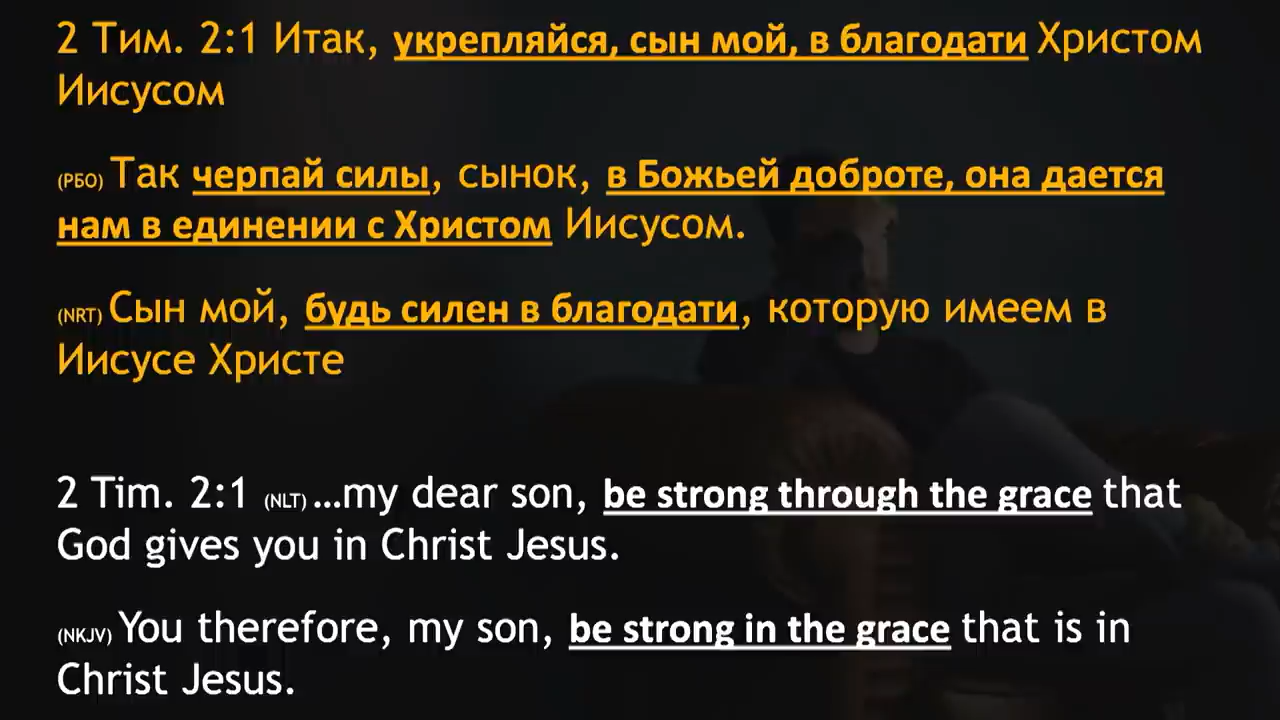 2 Тим. 2:1 Итак, укрепляйся, сын мой, в благодати Христом
Иисусом
(РБО) Так черпай силы, сынок, в Божьей доброте, она дается
нам в единении с Христом Иисусом.
(NRT) Сын мой, будь силен в благодати, которую имеем в
Иисусе Христе
2 Tim. 2:1 (NLT) …my dear son, be strong through the grace that
God gives you in Christ Jesus.
(NKJV) You therefore, my son, be strong in the grace that is in
Christ Jesus.